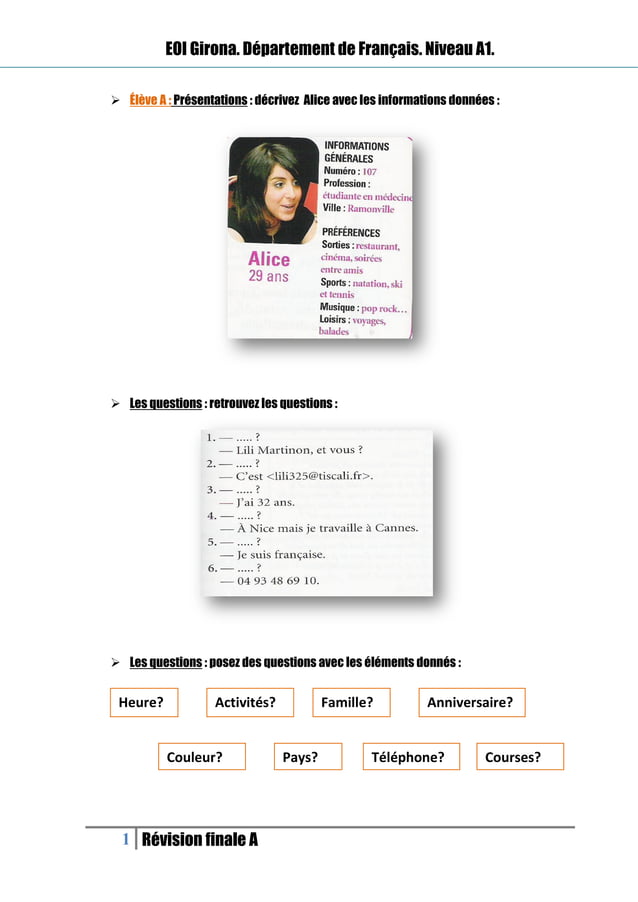 EOI Girona. Département de Français. Niveau A1.
➢ Élève A : Présentations : décrivez Alice avec les informations données :
Alice
29 ans
INFORMATIONS
GÉNÉRALES
Numéro : 107
Profession :
étudiante en médecine
Ville : Ramonville
PRÉFÉRENCES
Sorties : restaurant,
cinéma, soirées
entre amis
Sports : natation, ski
et tennis
Musique : pop rock…
Loisirs : voyages,
balades
➢ Les questions : retrouvez les questions :
1. — ..... ?
— Lili Martinon, et vous ?
2. — ..... ?
— C'est <lili325@tiscali.fr>.
3. — ..... ?
— J'ai 32 ans.
4. — ..... ?
— À Nice mais je travaille à Cannes.
5. — ..... ?
— Je suis française.
6. — ..... ?
— 04 93 48 69 10.
➢ Les questions : posez des questions avec les éléments donnés :
Heure? Activités? Famille? Anniversaire?
Couleur? Pays? Téléphone? Courses?
1 Révision finale A